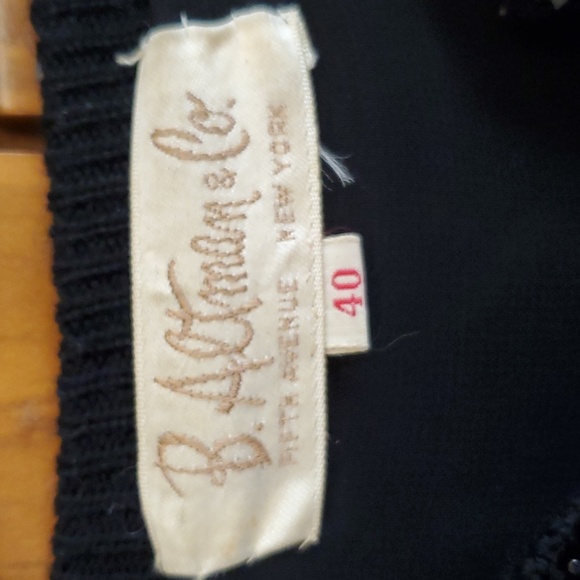 B. Altman & Co.
FIFTH AVENUE NEW YORK
40